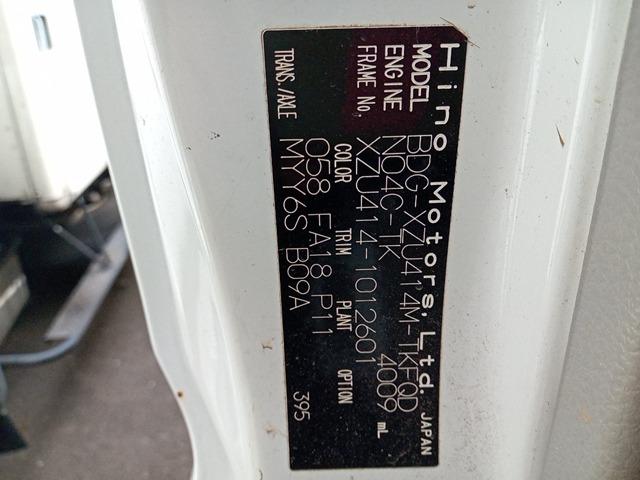 Hino Motors, Ltd. JAPAN
MODEL BDG-XZU414M-TKFQD
ENGINE N04C-TK 4009 mL
FRAME No. XZU414-1012601
COLOR TRIM PLANT OPTION
058 FA18 P11
TRANS./AXLE MYY6S B09A 395